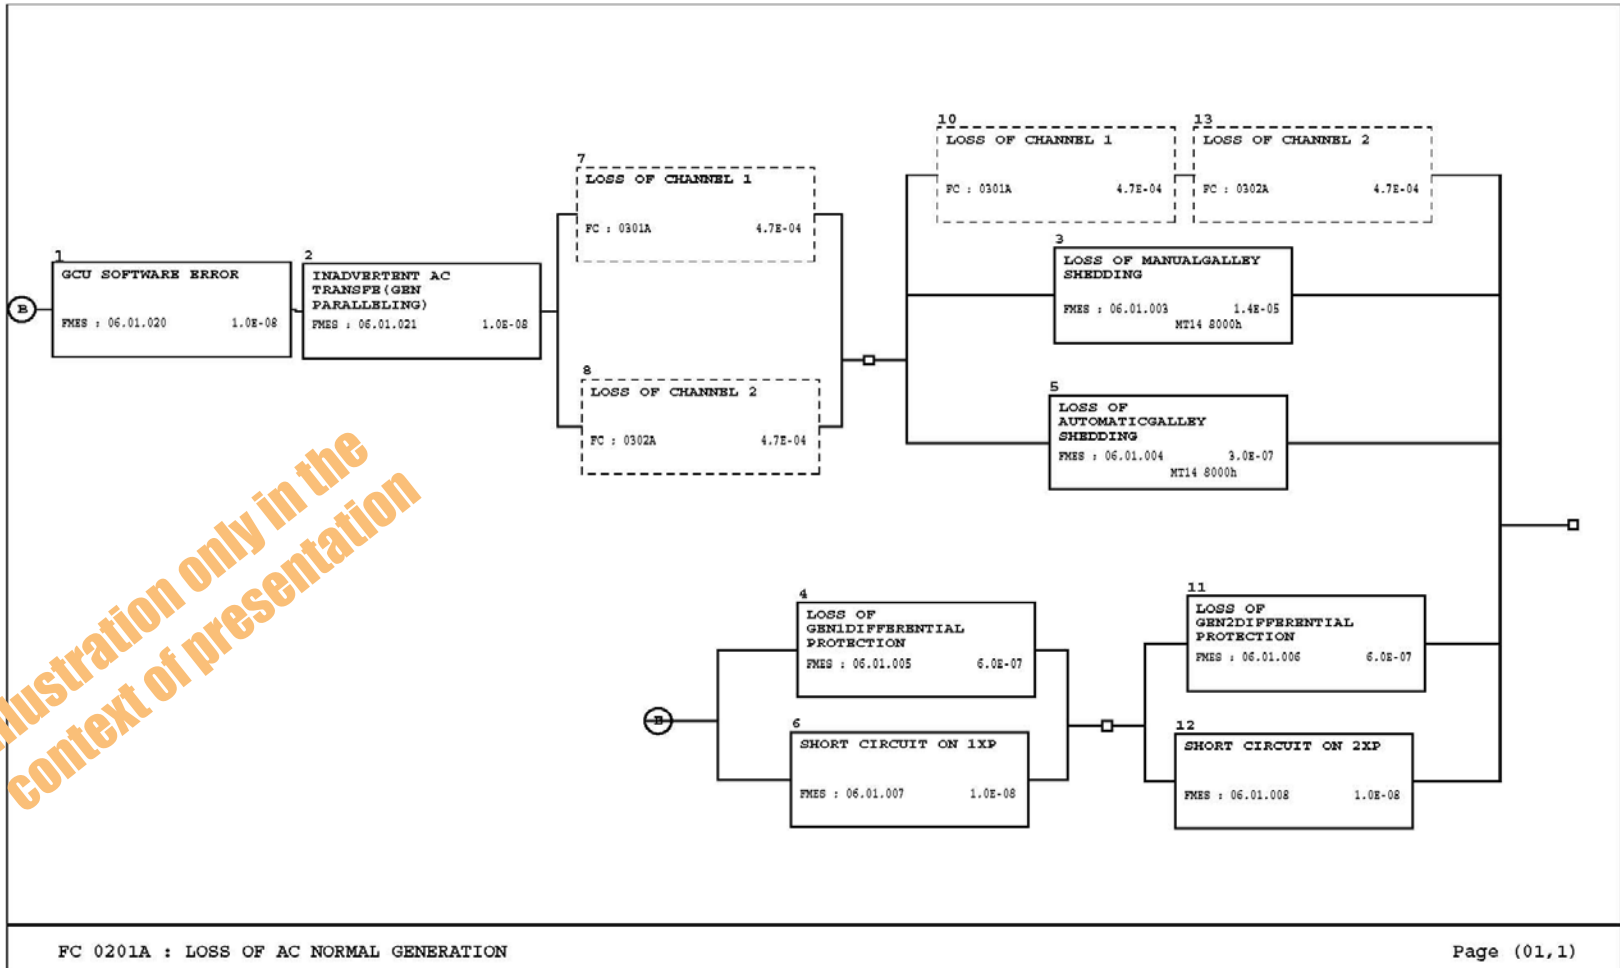 10
LOSS OF CHANNEL 1
FC : 0301A 4.7E-04
13
LOSS OF CHANNEL 2
FC : 0302A 4.7E-04
7
LOSS OF CHANNEL 1
FC : 0301A 4.7E-04
1
GCU SOFTWARE ERROR
FMES : 06.01.020 1.0E-08
2
INADVERTENT AC
TRANSFE(GEN
PARALLELING)
FMES : 06.01.021 1.0E-08
B
3
LOSS OF MANUALGALLEY
SHEDDING
FMES : 06.01.003 1.4E-05
MT14 8000h
8
LOSS OF CHANNEL 2
FC : 0302A 4.7E-04
5
LOSS OF
AUTOMATICGALLEY
SHEDDING
FMES : 06.01.004 3.0E-07
MT14 8000h
4
LOSS OF
GEN1DIFFERENTIAL
PROTECTION
FMES : 06.01.005 6.0E-07
11
LOSS OF
GEN2DIFFERENTIAL
PROTECTION
FMES : 06.01.006 6.0E-07
B
6
SHORT CIRCUIT ON 1XP
FMES : 06.01.007 1.0E-08
12
SHORT CIRCUIT ON 2XP
FMES : 06.01.008 1.0E-08
only in the
context of presentation
FC 0201A : LOSS OF AC NORMAL GENERATION
Page (01,1)